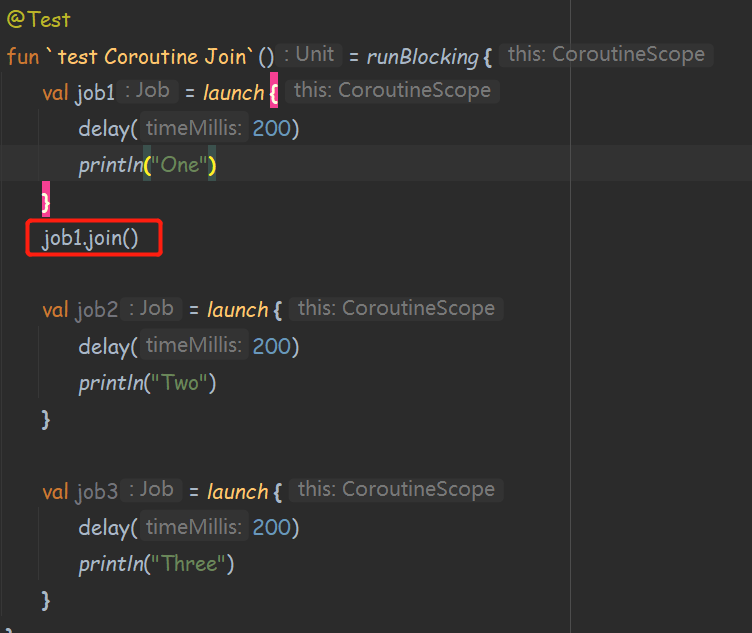 @Test
fun `test Coroutine Join`() : Unit = runBlocking { this: CoroutineScope
val job1 : Job = launch { this: CoroutineScope
delay( timeMillis: 200)
println("One")
}
job1.join()
val job2 : Job = launch { this: CoroutineScope
delay( timeMillis: 200)
println("Two")
}
val job3 : Job = launch { this: CoroutineScope
delay( timeMillis: 200)
println("Three")
}
}